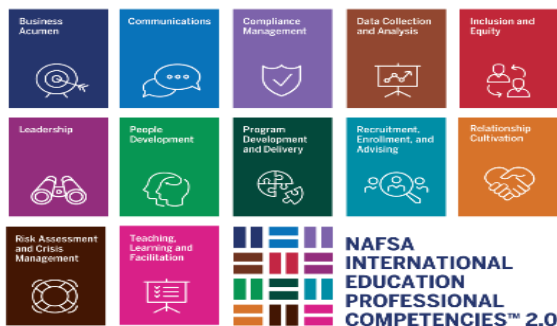 Business
Acumen
Communications
Compliance
Management
Data Collection
and Analysis
Inclusion and
Equity
Leadership
People
Development
Program
Development
and Delivery
Recruitment,
Enrollment, and
Advising
Relationship
Cultivation
Risk Assessment
and Crisis
Management
Teaching,
Learning and
Facilitation
NAFSA
INTERNATIONAL
EDUCATION
PROFESSIONAL
COMPETENCIES™ 2.0